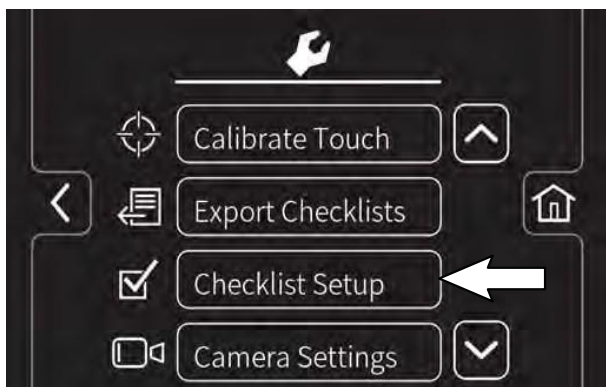 Calibrate Touch
Export Checklists
Checklist Setup
Camera Settings